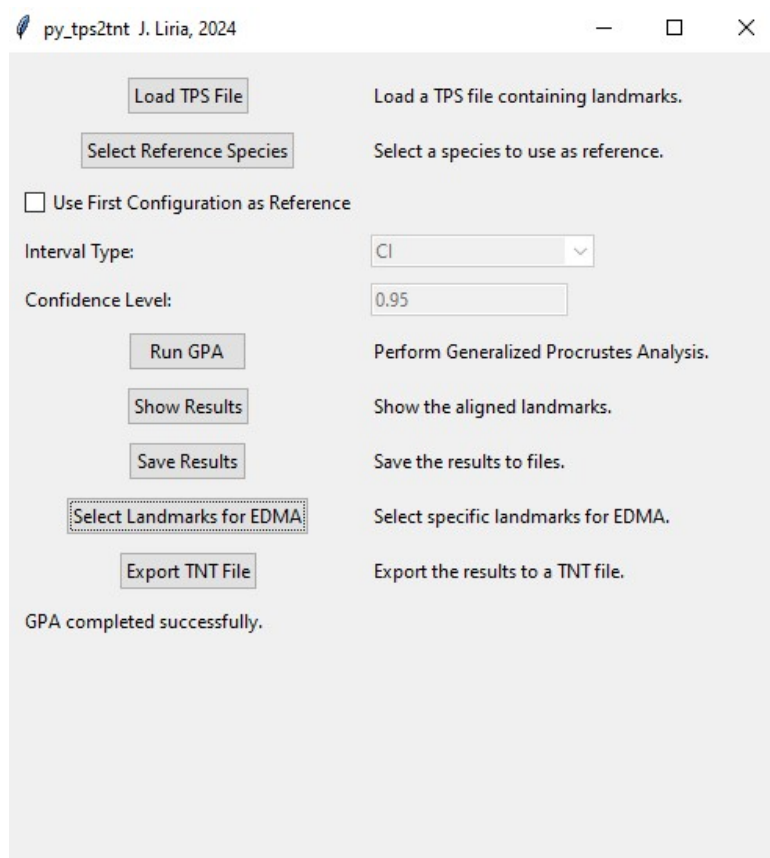 py_tps2tnt J. Liria, 2024
Load TPS File Load a TPS file containing landmarks.
Select Reference Species Select a species to use as reference.
Use First Configuration as Reference
Interval Type: CI
Confidence Level: 0.95
Run GPA Perform Generalized Procrustes Analysis.
Show Results Show the aligned landmarks.
Save Results Save the results to files.
Select Landmarks for EDMA Select specific landmarks for EDMA.
Export TNT File Export the results to a TNT file.
GPA completed successfully.